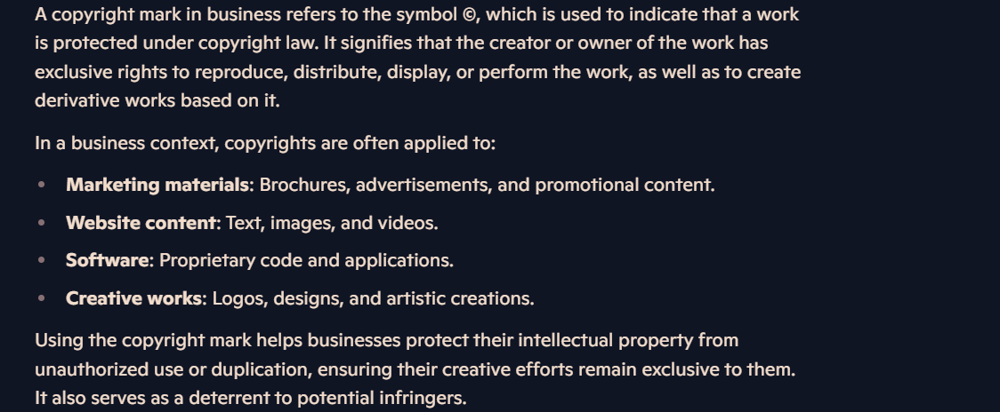 A copyright mark in business refers to the symbol ©, which is used to indicate that a work
is protected under copyright law. It signifies that the creator or owner of the work has
exclusive rights to reproduce, distribute, display, or perform the work, as well as to create
derivative works based on it.
In a business context, copyrights are often applied to:
• Marketing materials: Brochures, advertisements, and promotional content.
• Website content: Text, images, and videos.
• Software: Proprietary code and applications.
• Creative works: Logos, designs, and artistic creations.
Using the copyright mark helps businesses protect their intellectual property from
unauthorized use or duplication, ensuring their creative efforts remain exclusive to them.
It also serves as a deterrent to potential infringers.